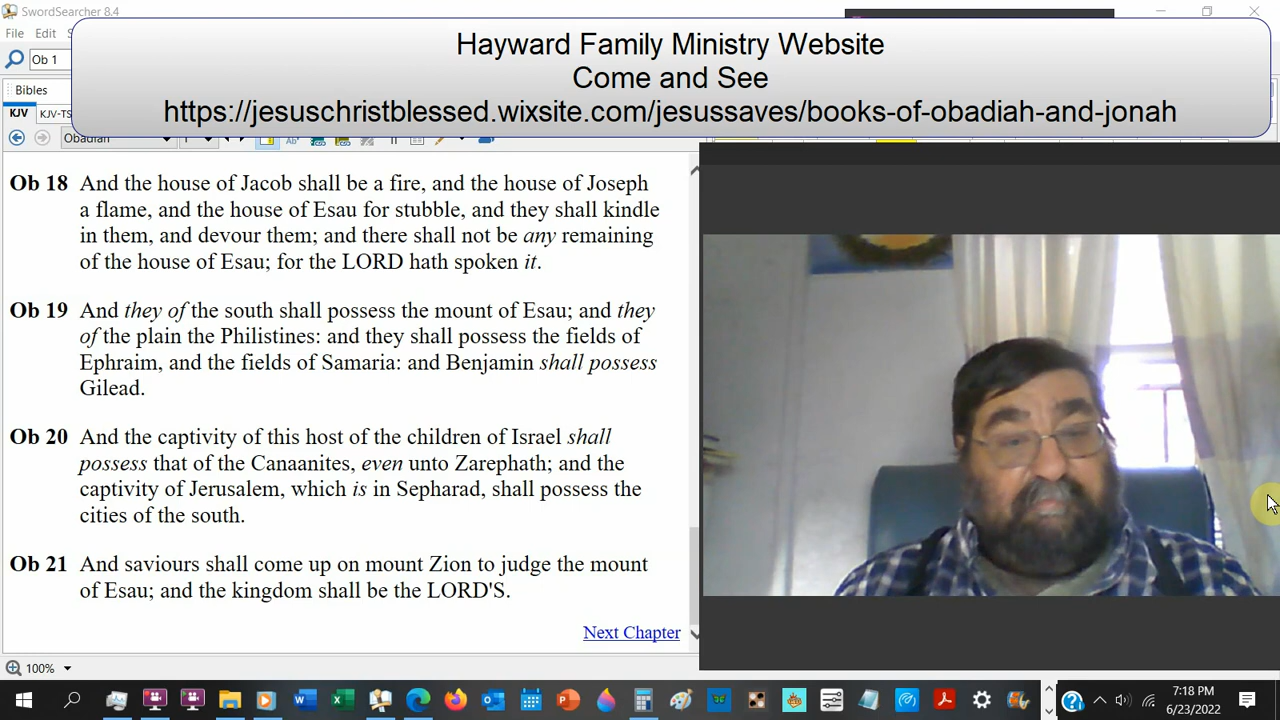 SwordSearcher 8.4
File Edit
Hayward Family Ministry Website
Come and See
https://jesuschristblessed.wixsite.com/jesussaves/books-of-obadiah-and-jonah
Ob 1
Bibles
KJV KJV-TS
Obadiah 1
Ob 18 And the house of Jacob shall be a fire, and the house of Joseph
a flame, and the house of Esau for stubble, and they shall kindle
in them, and devour them; and there shall not be any remaining
of the house of Esau; for the LORD hath spoken it.
Ob 19 And they of the south shall possess the mount of Esau; and they
of the plain the Philistines: and they shall possess the fields of
Ephraim, and the fields of Samaria: and Benjamin shall possess
Gilead.
Ob 20 And the captivity of this host of the children of Israel shall
possess that of the Canaanites, even unto Zarephath; and the
captivity of Jerusalem, which is in Sepharad, shall possess the
cities of the south.
Ob 21 And saviours shall come up on mount Zion to judge the mount
of Esau; and the kingdom shall be the LORD'S.
Next Chapter
100%
7:18 PM
6/23/2022